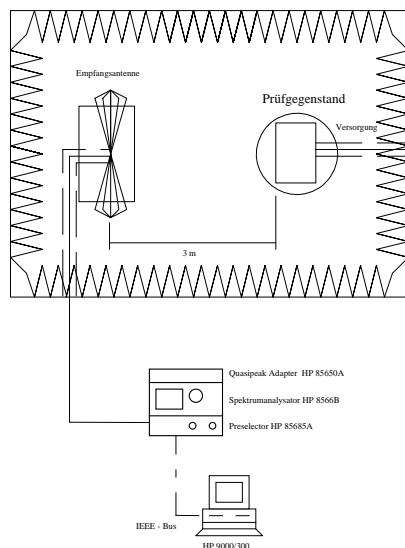 Empfangsantenne
Prüfgegenstand
Versorgung
3 m
Quasipeak Adapter HP 85650A
Spektrumanalysator HP 8566B
Preselector HP 85685A
IEEE - Bus
HP 9000/300